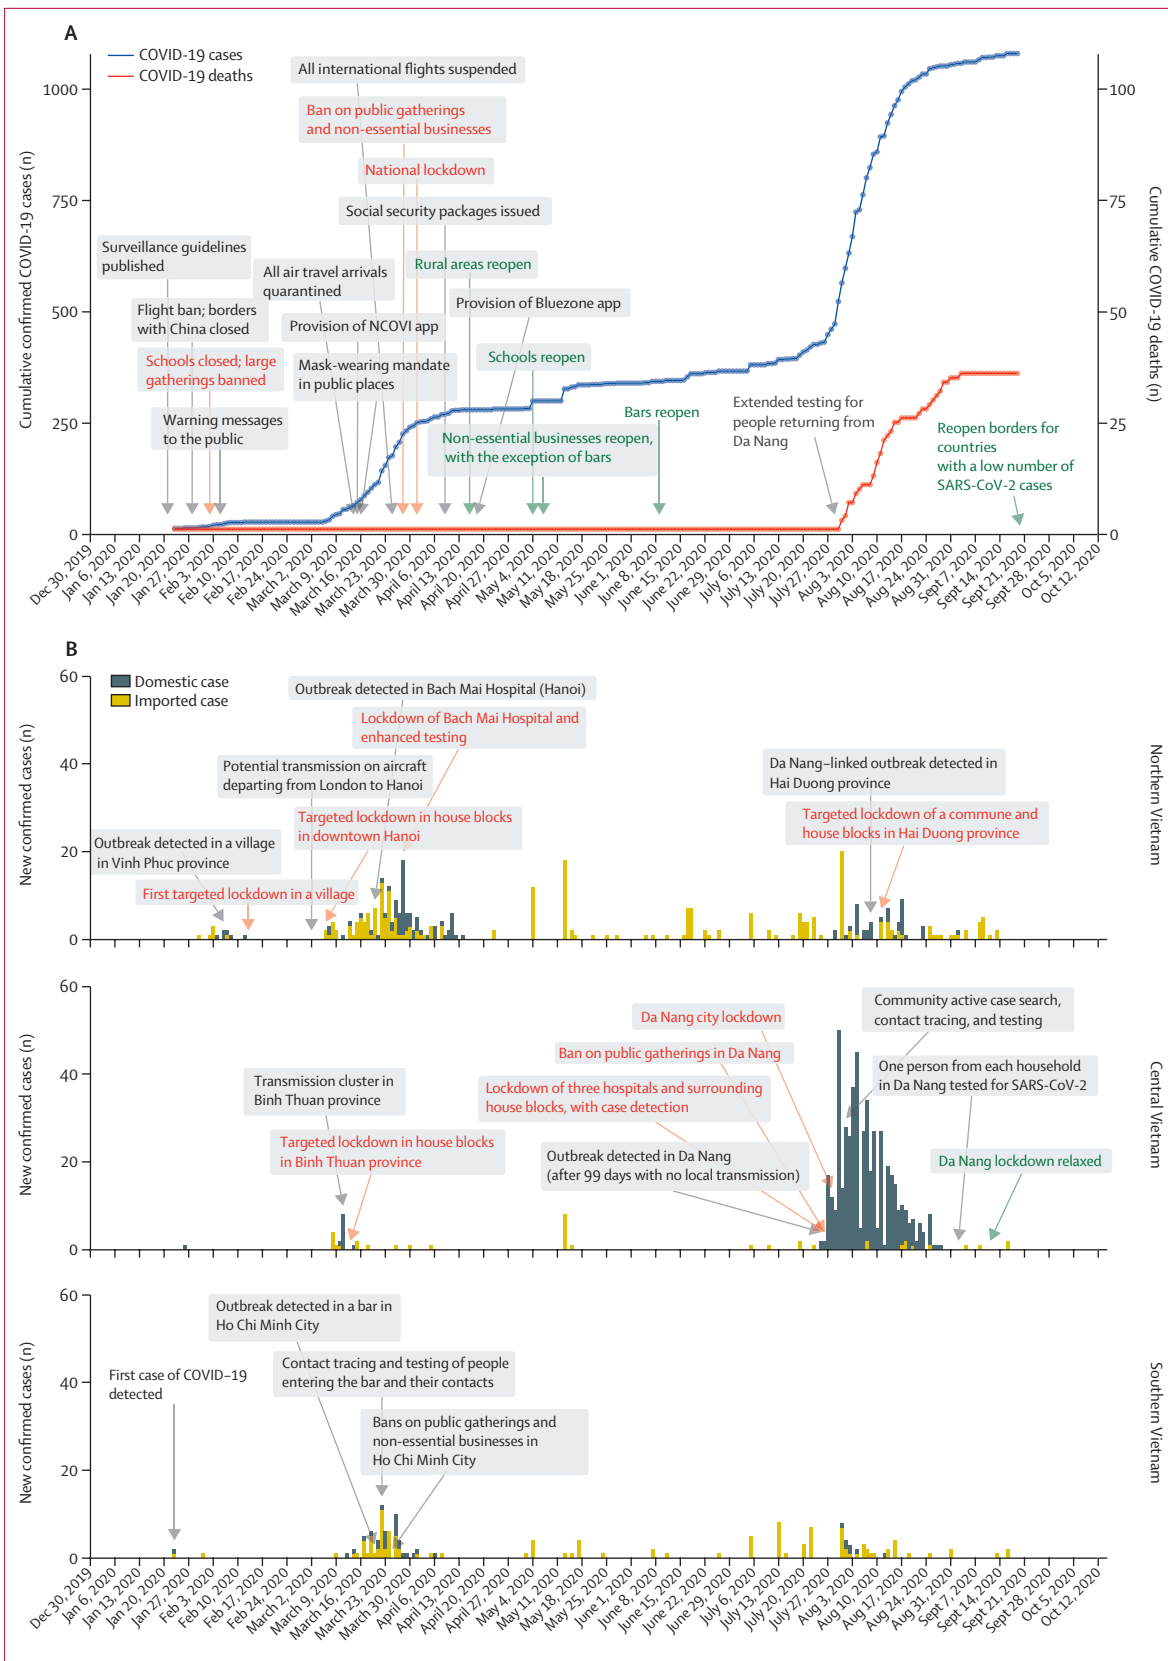 A
COVID-19 cases
COVID-19 deaths
Cumulative confirmed COVID-19 cases (n)
1000
750
500
250
0
Cumulative COVID-19 deaths (n)
100
75
50
25
0
All international flights suspended
Ban on public gatherings
and non-essential businesses
National lockdown
Social security packages issued
Surveillance guidelines
published
All air travel arrivals
quarantined
Rural areas reopen
Flight ban; borders
with China closed
Provision of NCOVI app
Provision of Bluezone app
Schools closed; large
gatherings banned
Mask-wearing mandate
in public places
Schools reopen
Warning messages
to the public
Non-essential businesses reopen,
with the exception of bars
Bars reopen
Extended testing for
people returning from
Da Nang
Reopen borders for
countries
with a low number of
SARS-CoV-2 cases
Dec 30, 2019
Jan 6, 2020
Jan 13, 2020
Jan 20, 2020
Jan 27, 2020
Feb 3, 2020
Feb 10, 2020
Feb 17, 2020
Feb 24, 2020
March 2, 2020
March 9, 2020
March 16, 2020
March 23, 2020
March 30, 2020
April 6, 2020
April 13, 2020
April 20, 2020
April 27, 2020
May 4, 2020
May 11, 2020
May 18, 2020
May 25, 2020
June 1, 2020
June 8, 2020
June 15, 2020
June 22, 2020
June 29, 2020
July 6, 2020
July 13, 2020
July 20, 2020
July 27, 2020
Aug 3, 2020
Aug 10, 2020
Aug 17, 2020
Aug 24, 2020
Aug 31, 2020
Sept 7, 2020
Sept 14, 2020
Sept 21, 2020
Sept 28, 2020
Oct 5, 2020
Oct 12, 2020
B
Domestic case
Imported case
New confirmed cases (n)
60
40
20
0
Northern Vietnam
Outbreak detected in Bach Mai Hospital (Hanoi)
Lockdown of Bach Mai Hospital and
enhanced testing
Potential transmission on aircraft
departing from London to Hanoi
Targeted lockdown in house blocks
in downtown Hanoi
Outbreak detected in a village
in Vinh Phuc province
First targeted lockdown in a village
Da Nang–linked outbreak detected in
Hai Duong province
Targeted lockdown of a commune and
house blocks in Hai Duong province
New confirmed cases (n)
60
40
20
0
Central Vietnam
Transmission cluster in
Binh Thuan province
Targeted lockdown in house blocks
in Binh Thuan province
Da Nang city lockdown
Ban on public gatherings in Da Nang
Lockdown of three hospitals and surrounding
house blocks, with case detection
Outbreak detected in Da Nang
(after 99 days with no local transmission)
Community active case search,
contact tracing, and testing
One person from each household
in Da Nang tested for SARS-CoV-2
Da Nang lockdown relaxed
New confirmed cases (n)
60
40
20
0
Southern Vietnam
Outbreak detected in a bar in
Ho Chi Minh City
First case of COVID–19
detected
Contact tracing and testing of people
entering the bar and their contacts
Bans on public gatherings and
non-essential businesses in
Ho Chi Minh City
Dec 30, 2019
Jan 6, 2020
Jan 13, 2020
Jan 20, 2020
Jan 27, 2020
Feb 3, 2020
Feb 10, 2020
Feb 17, 2020
Feb 24, 2020
March 2, 2020
March 9, 2020
March 16, 2020
March 23, 2020
March 30, 2020
April 6, 2020
April 13, 2020
April 20, 2020
April 27, 2020
May 4, 2020
May 11, 2020
May 18, 2020
May 25, 2020
June 1, 2020
June 8, 2020
June 15, 2020
June 22, 2020
June 29, 2020
July 6, 2020
July 13, 2020
July 20, 2020
July 27, 2020
Aug 3, 2020
Aug 10, 2020
Aug 17, 2020
Aug 24, 2020
Aug 31, 2020
Sept 7, 2020
Sept 14, 2020
Sept 21, 2020
Sept 28, 2020
Oct 5, 2020
Oct 12, 2020